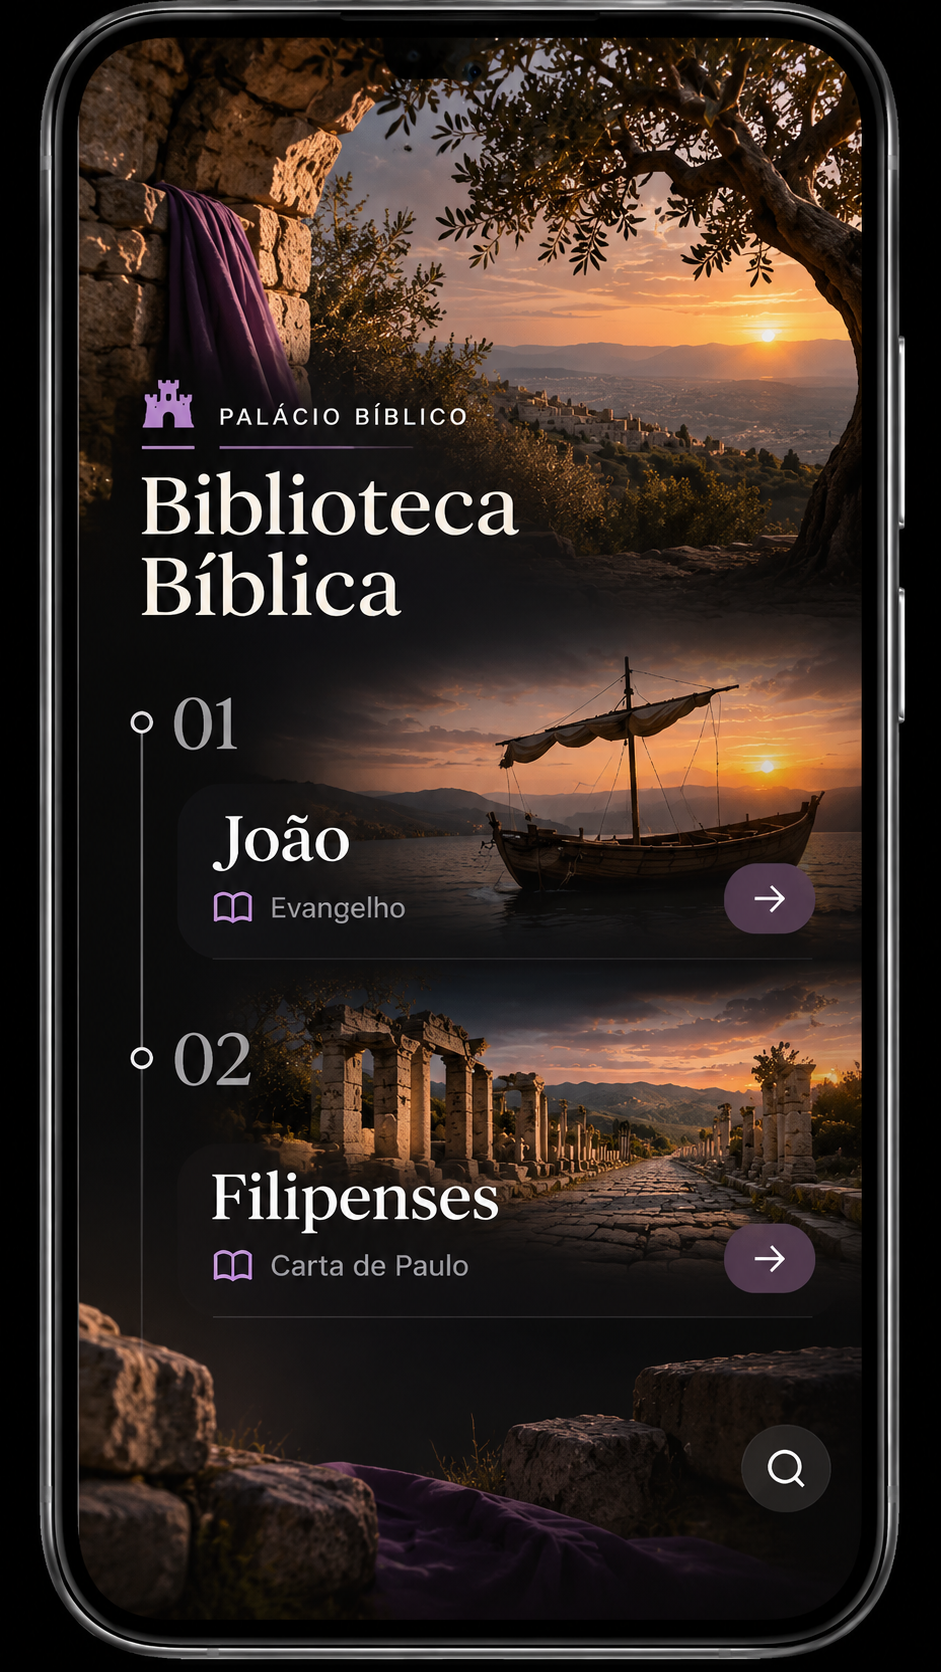 PALÁCIO BÍBLICO
Biblioteca
Bíblica
01
João
Evangelho
02
Filipenses
Carta de Paulo